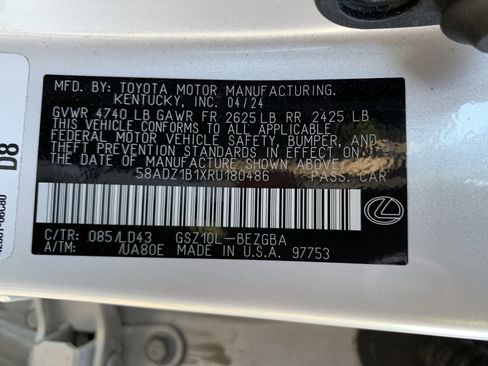 MFD. BY: TOYOTA MOTOR MANUFACTURING.
KENTUCKY, INC. 04/24
GVWR 4740 LB GAWR FR 2625 LB RR 2425 LB
THIS VEHICLE CONFORMS TO ALL APPLICABLE
FEDERAL MOTOR VEHICLE SAFETY, BUMPER, AND
THEFT PREVENTION STANDARDS IN EFFECT ON
THE DATE OF MANUFACTURE SHOWN ABOVE.
58ADZ1B1XRU180486 PASS. CAR
C/TR: 085/LD43 GSZ10L-BEZGBA
A/TM: /UA80E MADE IN U.S.A. 97753
D8